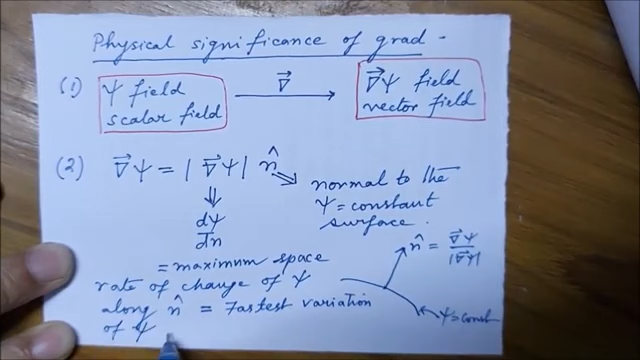 Physical significance of grad -
(1) ψ field scalar field ∇⃗ → ∇⃗ψ field vector field
(2) ∇⃗ψ = | ∇⃗ψ | n̂ ⇒ normal to the
ψ = constant
surface.
⇓
dψ/dn
= maximum space
rate of change of ψ
along n̂ = Fastest variation
of ψ
n̂ = ∇⃗ψ/|∇⃗ψ|
ψ = const